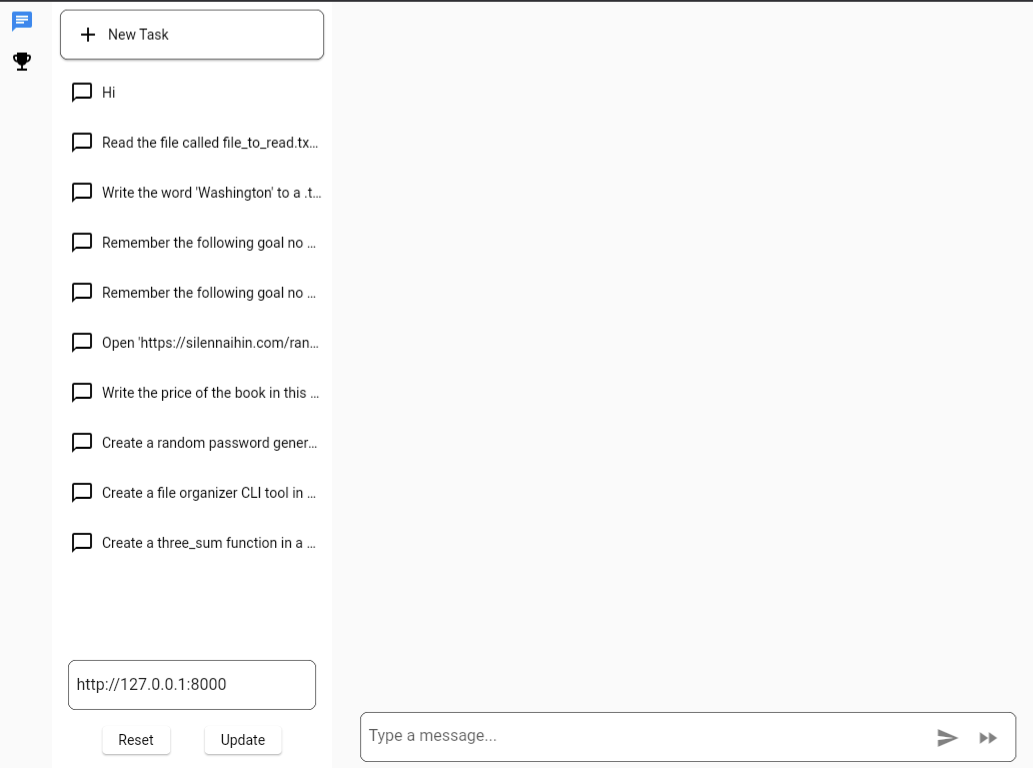 New Task
Hi
Read the file called file_to_read.tx...
Write the word 'Washington' to a .t...
Remember the following goal no ...
Remember the following goal no ...
Open 'https://silennaihin.com/ran...
Write the price of the book in this ...
Create a random password gener...
Create a file organizer CLI tool in ...
Create a three_sum function in a ...
http://127.0.0.1:8000
Reset Update
Type a message...